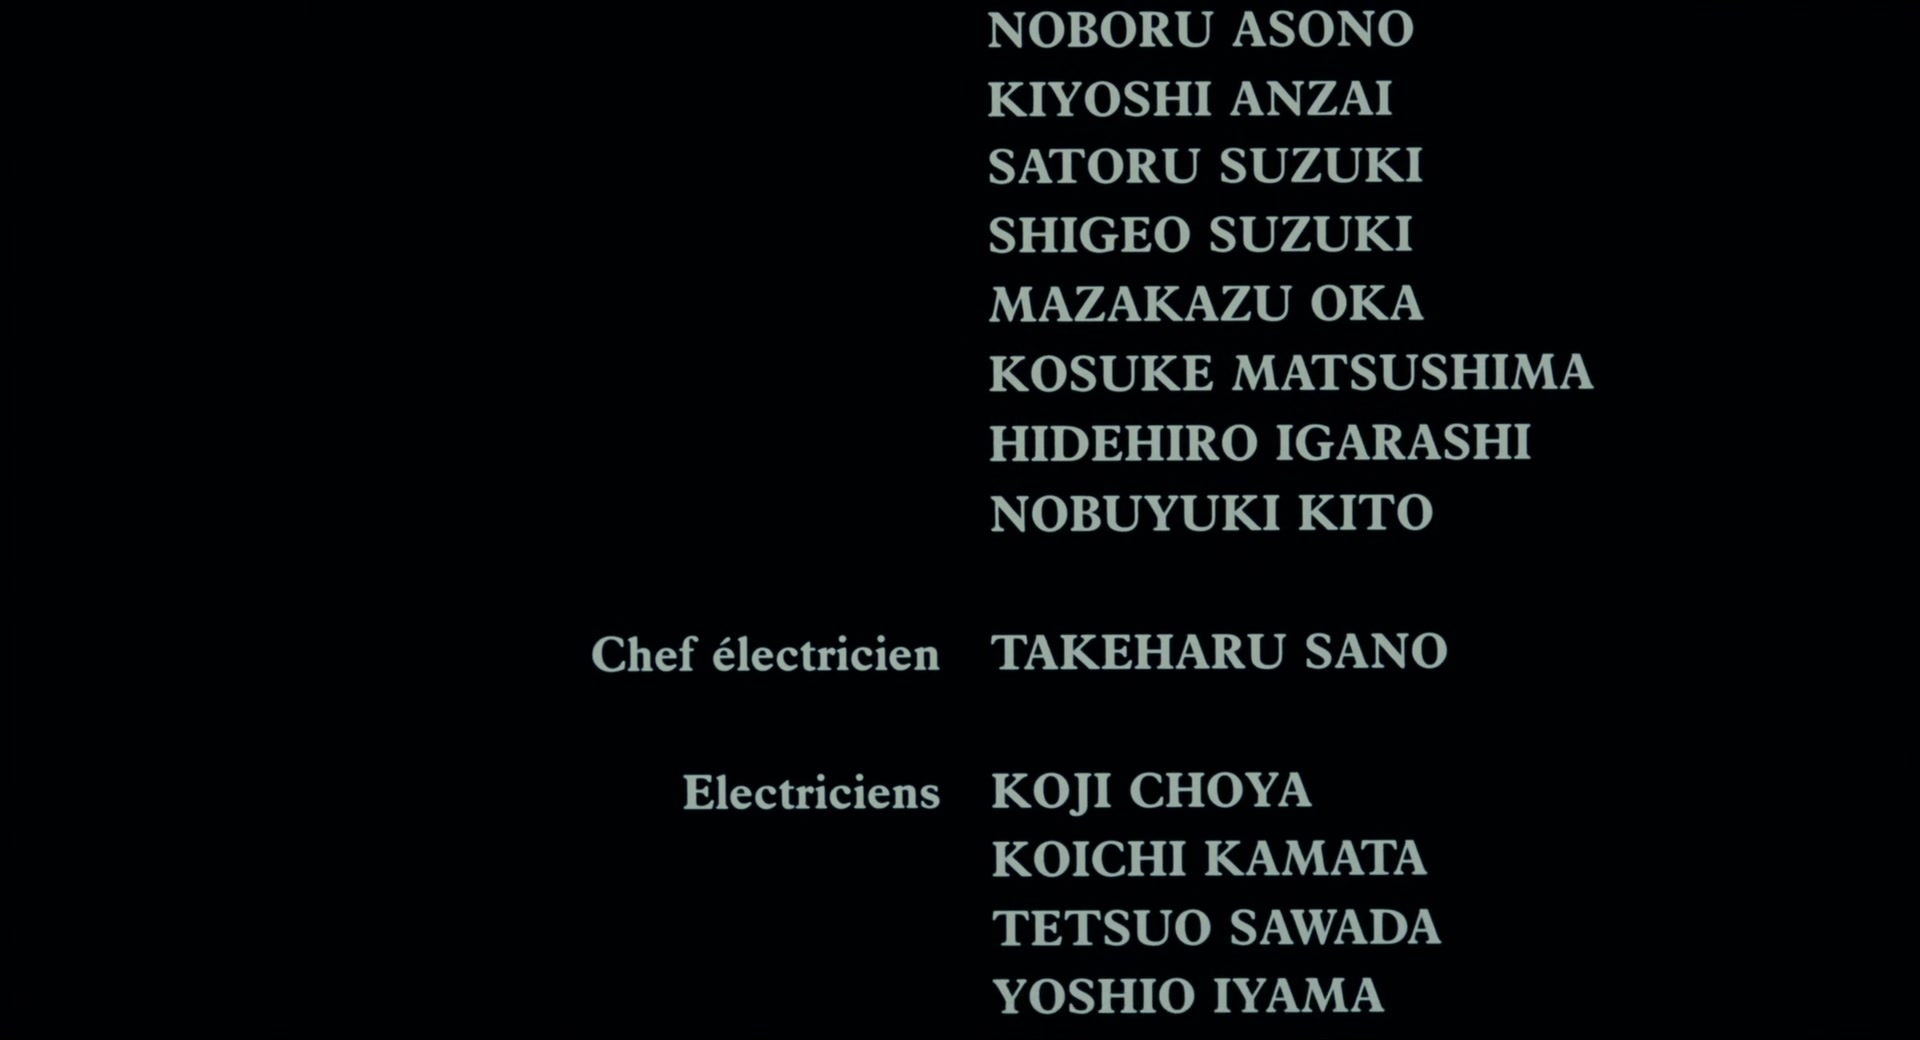 NOBORU ASONO
KIYOSHI ANZAI
SATORU SUZUKI
SHIGEO SUZUKI
MAZAKAZU OKA
KOSUKE MATSUSHIMA
HIDEHIRO IGARASHI
NOBUYUKI KITO
Chef électricien TAKEHARU SANO
Electriciens KOJI CHOYA
KOICHI KAMATA
TETSUO SAWADA
YOSHIO IYAMA